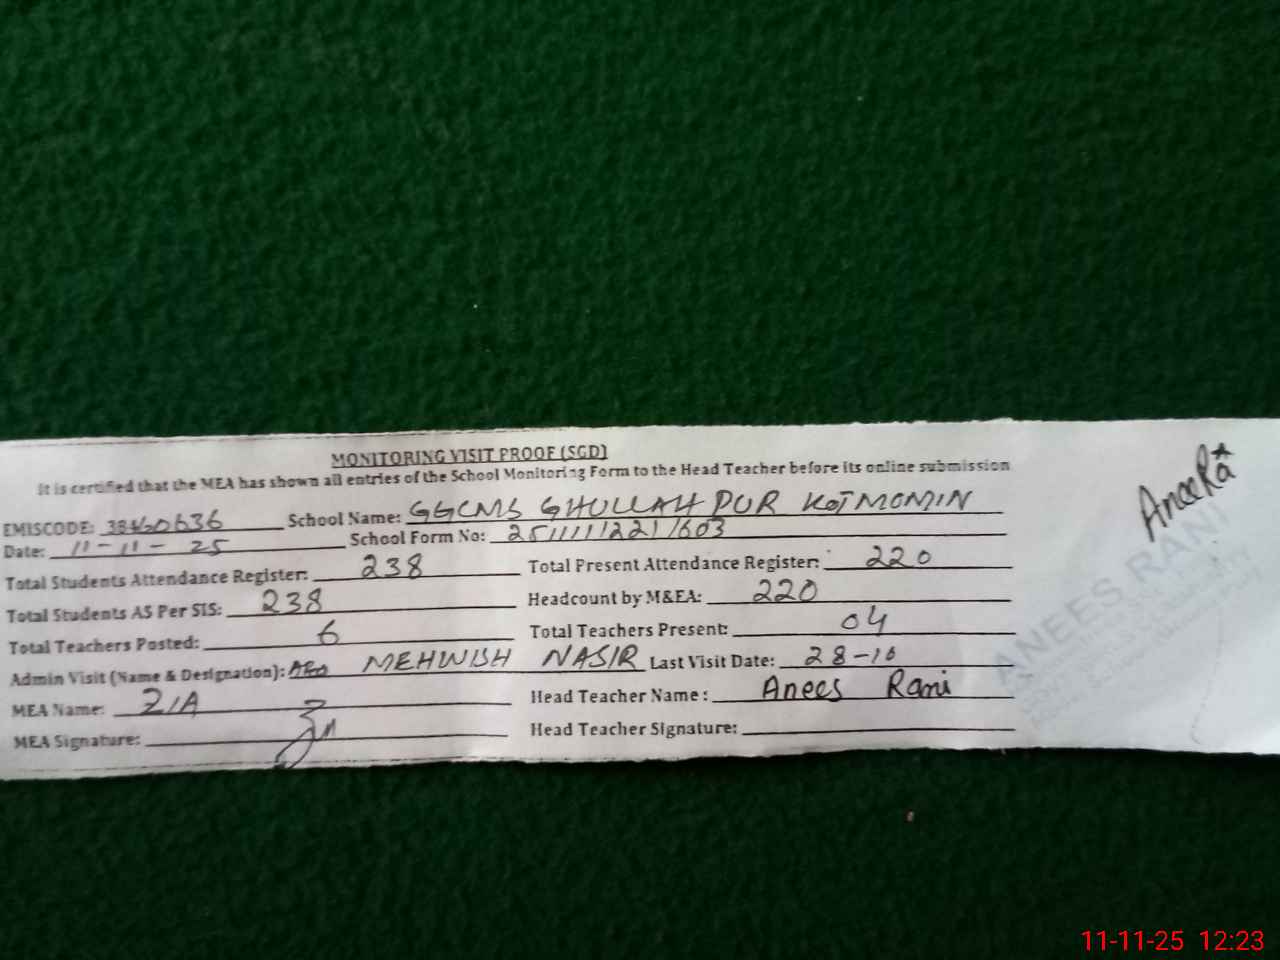 MONITORING VISIT PROOF (SGD)
It is certified that the MEA has shown all entries of the School Monitoring Form to the Head Teacher before its online submission
EMISCODE: 38460636 School Name: GGCMS GHULLAH PUR KOTMOMIN
Date: 11-11-25 School Form No:
Total Students Attendance Register: 238 Total Present Attendance Register: 220
Total Students AS Per SIS: 238 Headcount by M&EA: 220
Total Teachers Posted: 6 Total Teachers Present: 04
Admin Visit (Name & Designation): MEHWISH NASIR Last Visit Date: 28-10
MEA Name: ZIA Head Teacher Name: Anees Rani
MEA Signature: Head Teacher Signature:
ANEES RANI
11-11-25 12:23